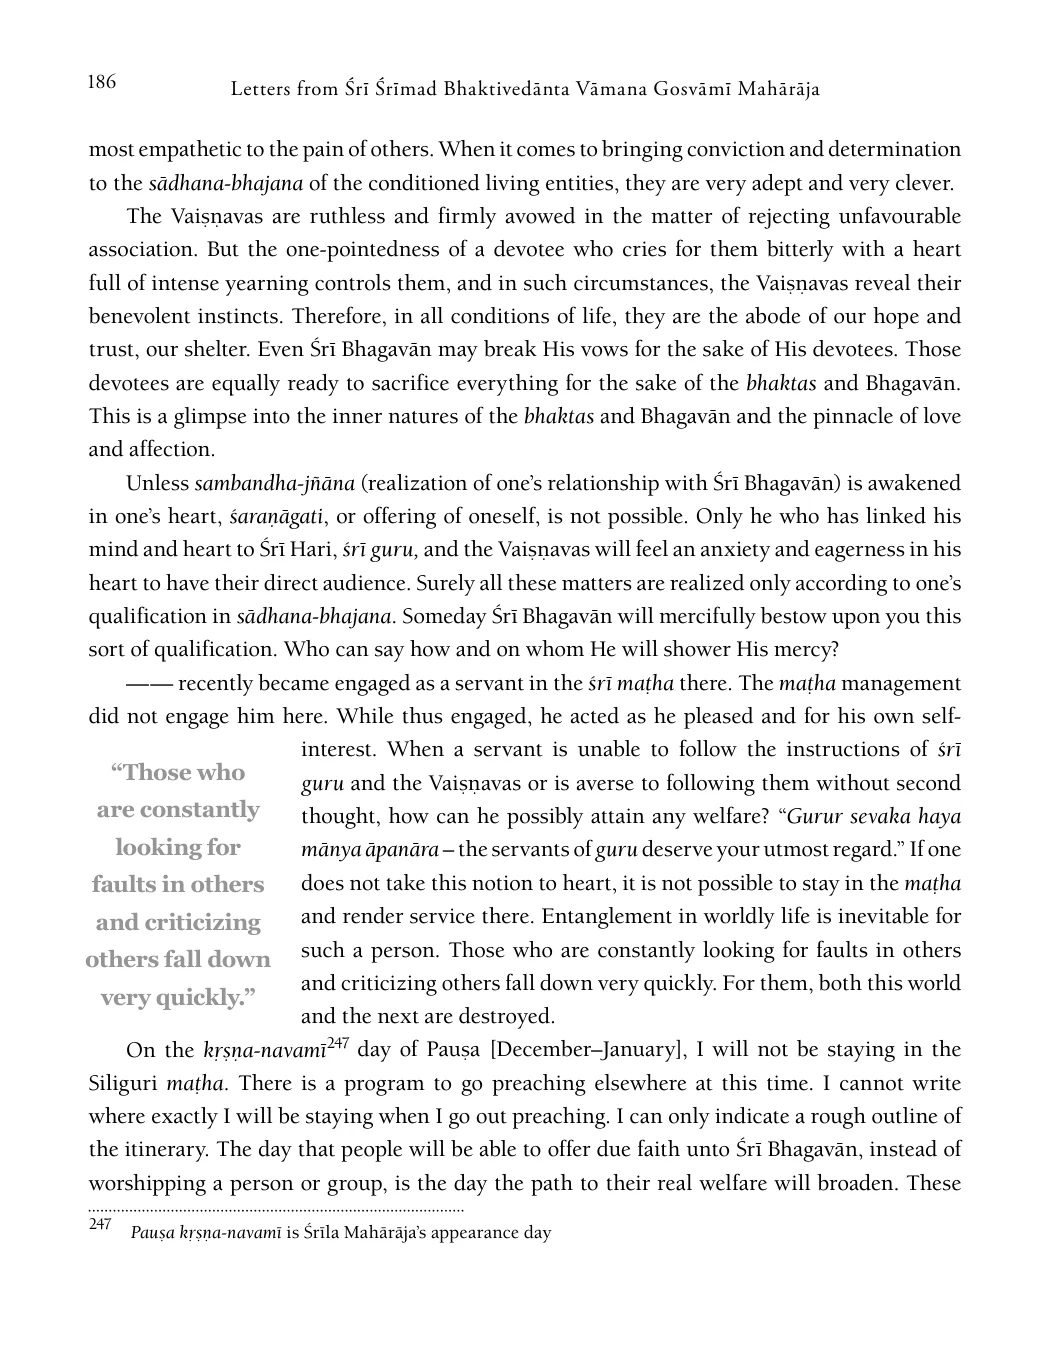 186
Letters from Śrī Śrīmad Bhaktivedānta Vāmana Gosvāmī Mahārāja
most empathetic to the pain of others. When it comes to bringing conviction and determination
to the sādhana-bhajana of the conditioned living entities, they are very adept and very clever.
The Vaiṣṇavas are ruthless and firmly avowed in the matter of rejecting unfavourable
association. But the one-pointedness of a devotee who cries for them bitterly with a heart
full of intense yearning controls them, and in such circumstances, the Vaiṣṇavas reveal their
benevolent instincts. Therefore, in all conditions of life, they are the abode of our hope and
trust, our shelter. Even Śrī Bhagavān may break His vows for the sake of His devotees. Those
devotees are equally ready to sacrifice everything for the sake of the bhaktas and Bhagavān.
This is a glimpse into the inner natures of the bhaktas and Bhagavān and the pinnacle of love
and affection.
Unless sambandha-jñāna (realization of one’s relationship with Śrī Bhagavān) is awakened
in one’s heart, śaraṇāgati, or offering of oneself, is not possible. Only he who has linked his
mind and heart to Śrī Hari, śrī guru, and the Vaiṣṇavas will feel an anxiety and eagerness in his
heart to have their direct audience. Surely all these matters are realized only according to one’s
qualification in sādhana-bhajana. Someday Śrī Bhagavān will mercifully bestow upon you this
sort of qualification. Who can say how and on whom He will shower His mercy?
—— recently became engaged as a servant in the śrī maṭha there. The maṭha management
did not engage him here. While thus engaged, he acted as he pleased and for his own self-
interest. When a servant is unable to follow the instructions of śrī
guru and the Vaiṣṇavas or is averse to following them without second
thought, how can he possibly attain any welfare? “Gurur sevaka haya
mānya āpanāra – the servants of guru deserve your utmost regard.” If one
does not take this notion to heart, it is not possible to stay in the maṭha
and render service there. Entanglement in worldly life is inevitable for
such a person. Those who are constantly looking for faults in others
and criticizing others fall down very quickly. For them, both this world
and the next are destroyed.
“Those who
are constantly
looking for
faults in others
and criticizing
others fall down
very quickly.”
On the kṛṣṇa-navamī247 day of Pauṣa [December–January], I will not be staying in the
Siliguri maṭha. There is a program to go preaching elsewhere at this time. I cannot write
where exactly I will be staying when I go out preaching. I can only indicate a rough outline of
the itinerary. The day that people will be able to offer due faith unto Śrī Bhagavān, instead of
worshipping a person or group, is the day the path to their real welfare will broaden. These
247 Pauṣa kṛṣṇa-navamī is Śrīla Mahārāja’s appearance day